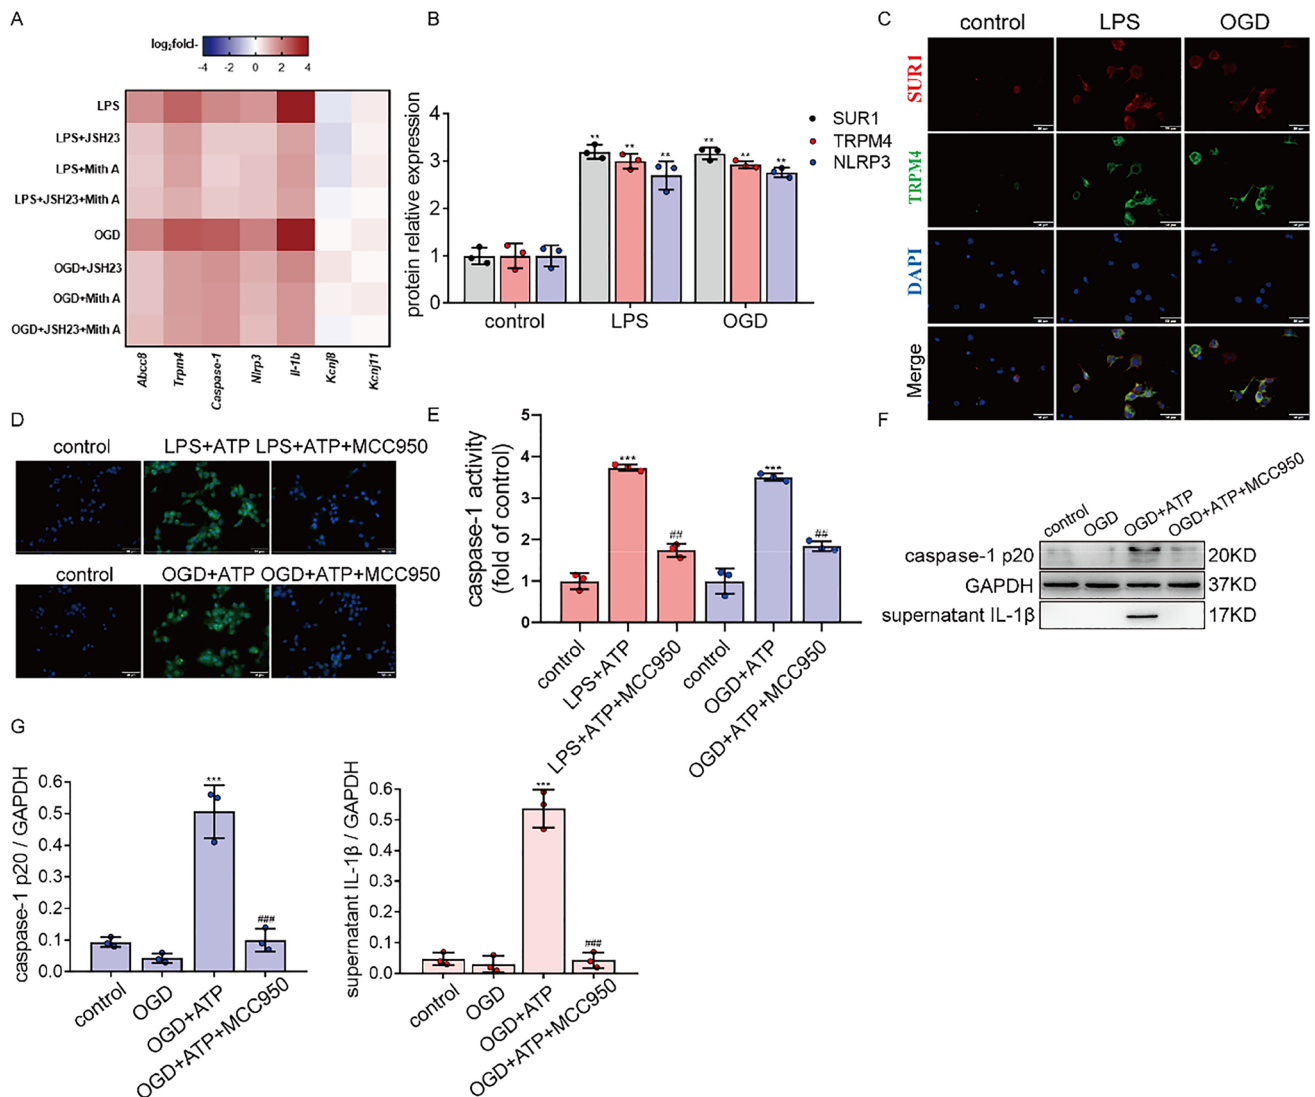 A
log₂fold-
-4 -2 0 2 4
LPS
LPS+JSH23
LPS+Mith A
LPS+JSH23+Mith A
OGD
OGD+JSH23
OGD+Mith A
OGD+JSH23+Mith A
Abcc8 Trpm4 Caspase-1 Nlrp3 Il-1b Kcnj8 Kcnj11
B
protein relative expression
4
3
2
1
0
** ** ** ** ** **
control LPS OGD
SUR1
TRPM4
NLRP3
C
control LPS OGD
SUR1
TRPM4
DAPI
Merge
D
control LPS+ATP LPS+ATP+MCC950
control OGD+ATP OGD+ATP+MCC950
E
caspase-1 activity
(fold of control)
5
4
3
2
1
0
*** ## *** ##
control LPS+ATP LPS+ATP+MCC950 control OGD+ATP OGD+ATP+MCC950
F
control OGD OGD+ATP OGD+ATP+MCC950
caspase-1 p20 20KD
GAPDH 37KD
supernatant IL-1β 17KD
G
caspase-1 p20 / GAPDH
0.6
0.5
0.4
0.3
0.2
0.1
0.0
*** ###
control OGD OGD+ATP OGD+ATP+MCC950
supernatant IL-1β / GAPDH
0.6
0.5
0.4
0.3
0.2
0.1
0.0
*** ###
control OGD OGD+ATP OGD+ATP+MCC950